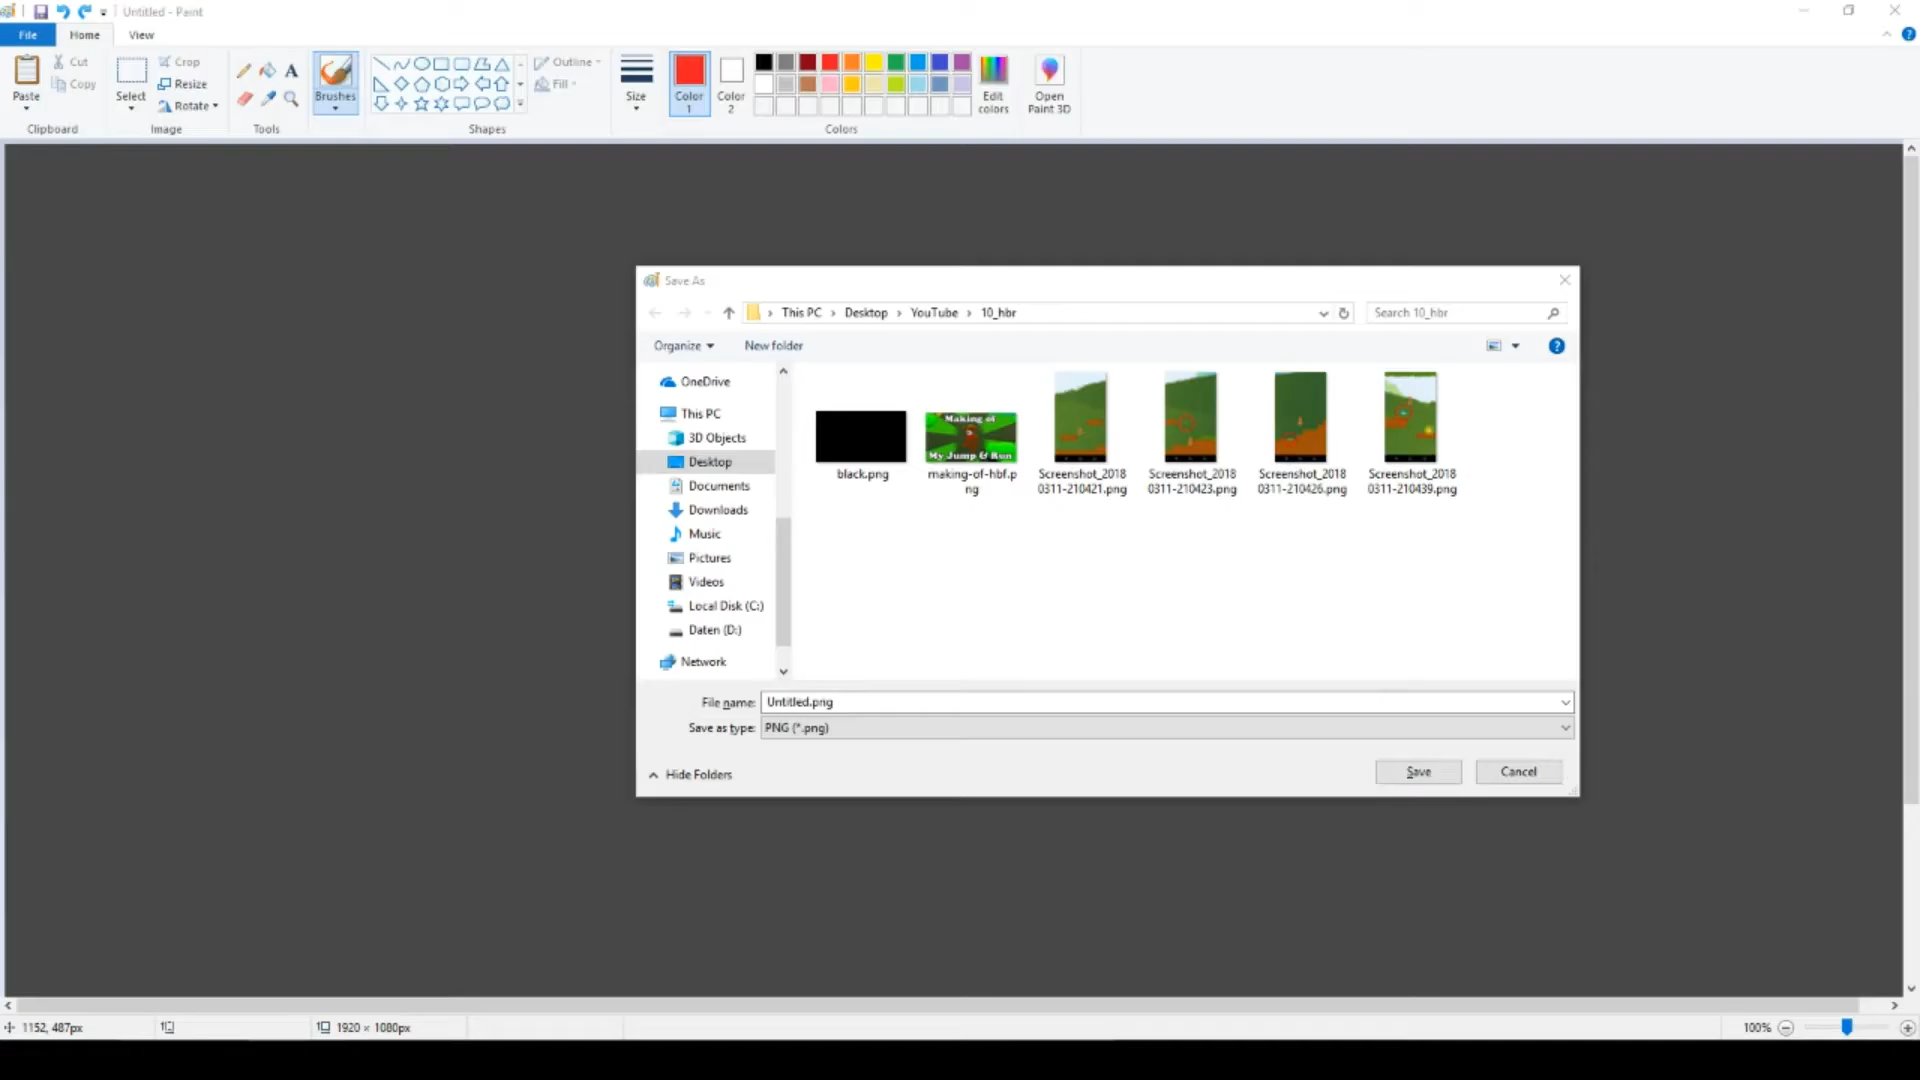 Untitled - Paint
File
Home
View
Paste
Cut
Copy
Clipboard
Select
Crop
Resize
Rotate
Image
A
Tools
Brushes
Outline
Fill
Shapes
Size
Color
1
Color
2
Edit
colors
Colors
Open
Paint 3D
Save As
This PC
Desktop
YouTube
10_hbr
Search 10_hbr
Organize
New folder
OneDrive
This PC
3D Objects
Desktop
Documents
Downloads
Music
Pictures
Videos
Local Disk (C:)
Daten (D:)
Network
Making of
My Jump & Run
black.png
making-of-hbf.p
ng
Screenshot_2018
0311-210421.png
Screenshot_2018
0311-210423.png
Screenshot_2018
0311-210426.png
Screenshot_2018
0311-210439.png
File name: Untitled.png
Save as type: PNG (*.png)
Hide Folders
Save
Cancel
1152, 487px
1920 × 1080px
100%